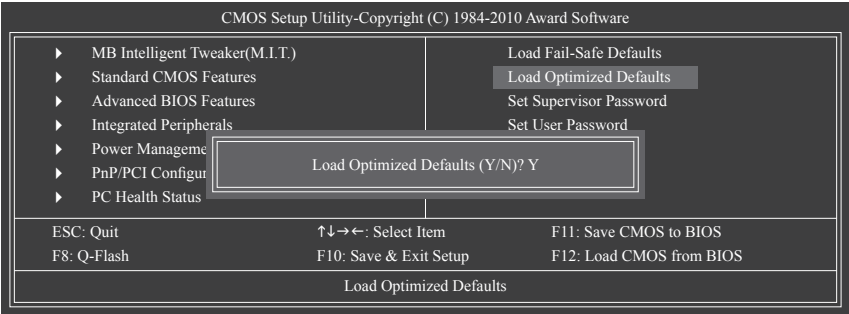 CMOS Setup Utility-Copyright (C) 1984-2010 Award Software
MB Intelligent Tweaker(M.I.T.)
Standard CMOS Features
Advanced BIOS Features
Integrated Peripherals
Power Manageme
PnP/PCI Configur
PC Health Status
Load Fail-Safe Defaults
Load Optimized Defaults
Set Supervisor Password
Set User Password
Load Optimized Defaults (Y/N)? Y
ESC: Quit ↑↓→←: Select Item F11: Save CMOS to BIOS
F8: Q-Flash F10: Save & Exit Setup F12: Load CMOS from BIOS
Load Optimized Defaults